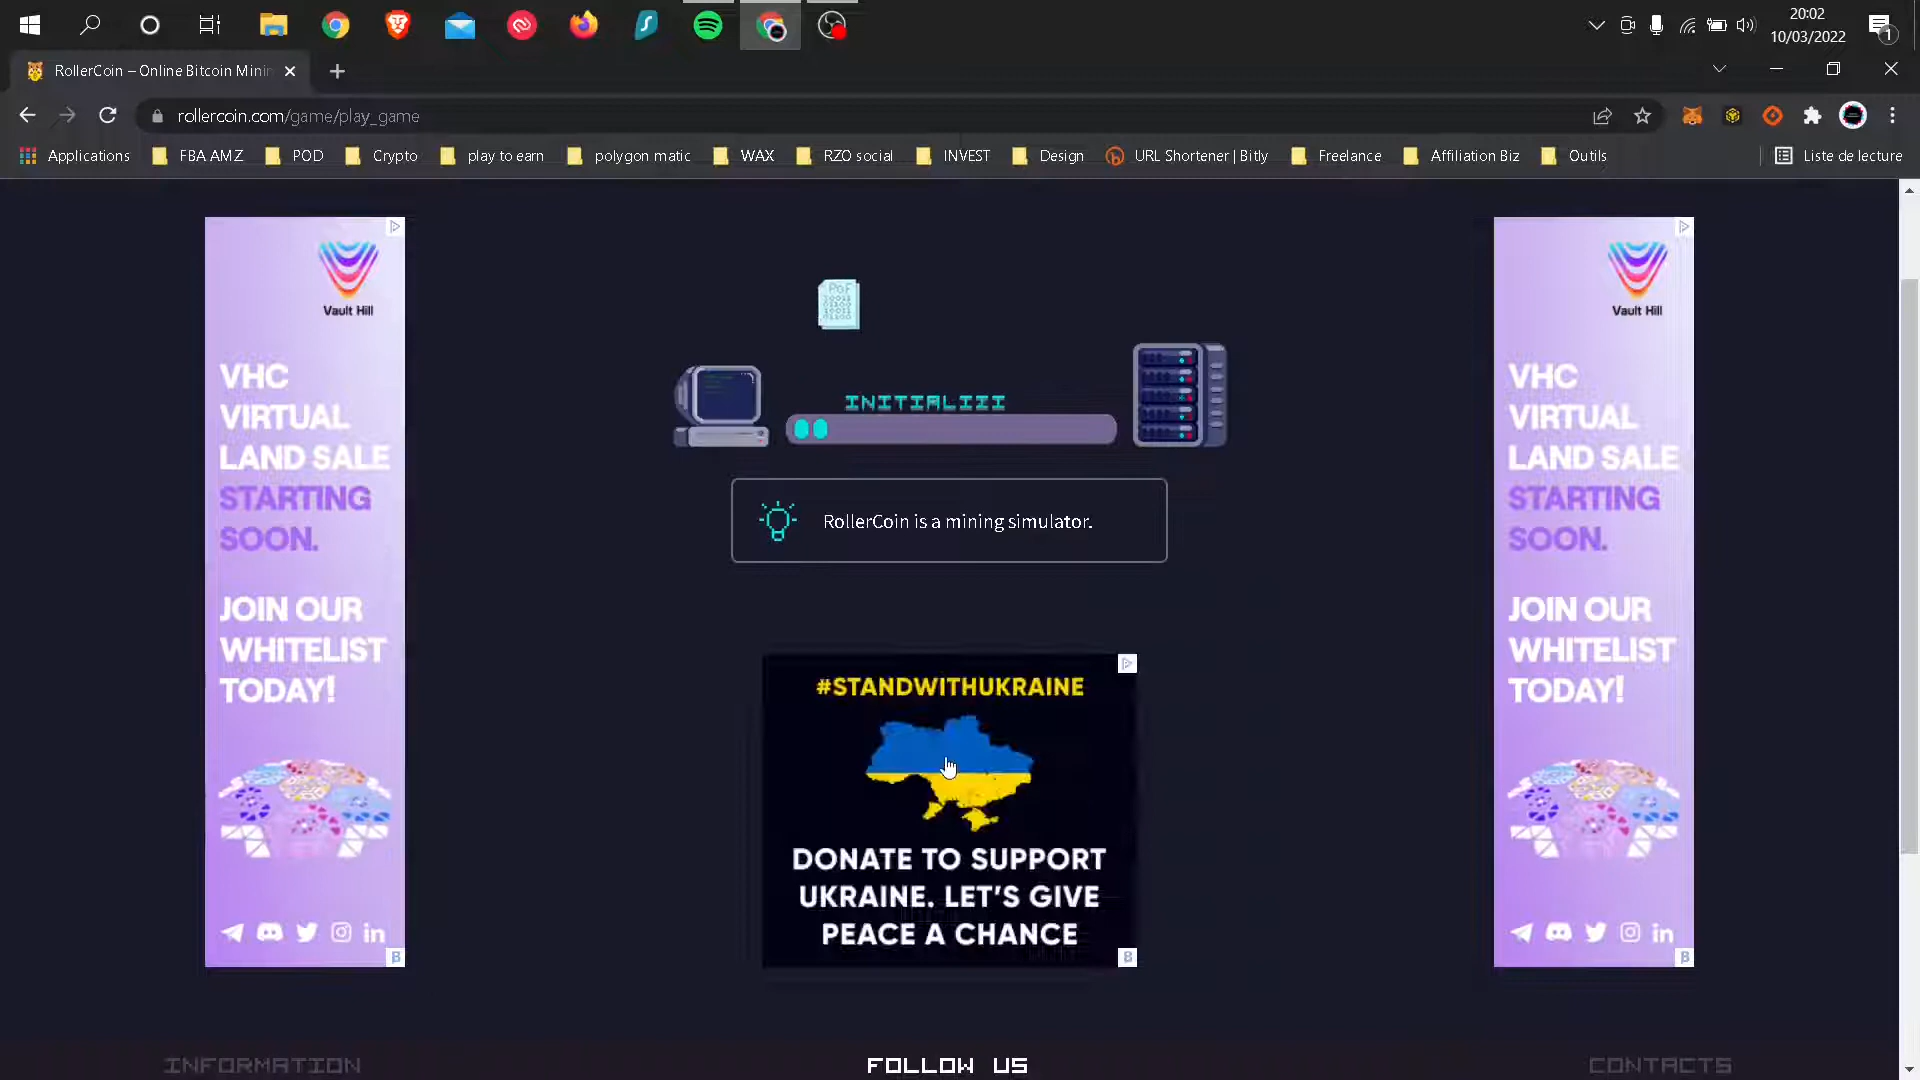 20:02
10/03/2022
1
RollerCoin – Online Bitcoin Minin
rollercoin.com/game/play_game
Applications
FBA AMZ
POD
Crypto
play to earn
polygon matic
WAX
RZO social
INVEST
Design
URL Shortener | Bitly
Freelance
Affiliation Biz
Outils
Liste de lecture
Vault Hill
VHC
VIRTUAL
LAND SALE
STARTING
SOON.
JOIN OUR
WHITELIST
TODAY!
B
INITIALIZI
RollerCoin is a mining simulator.
#STANDWITHUKRAINE
DONATE TO SUPPORT
UKRAINE. LET'S GIVE
PEACE A CHANCE
B
Vault Hill
VHC
VIRTUAL
LAND SALE
STARTING
SOON.
JOIN OUR
WHITELIST
TODAY!
B
INFORMATION
FOLLOW US
CONTACTS